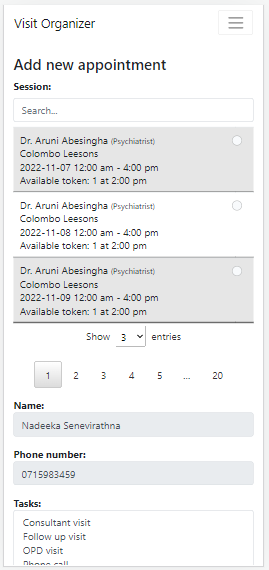 Visit Organizer
Add new appointment
Session:
Search...
Dr. Aruni Abesingha (Psychiatrist)
Colombo Leesons
2022-11-07 12:00 am - 4:00 pm
Available token: 1 at 2:00 pm
Dr. Aruni Abesingha (Psychiatrist)
Colombo Leesons
2022-11-08 12:00 am - 4:00 pm
Available token: 1 at 2:00 pm
Dr. Aruni Abesingha (Psychiatrist)
Colombo Leesons
2022-11-09 12:00 am - 4:00 pm
Available token: 1 at 2:00 pm
Show 3 entries
1 2 3 4 5 ... 20
Name:
Nadeeka Senevirathna
Phone number:
0715983459
Tasks:
Consultant visit
Follow up visit
OPD visit
Phone call